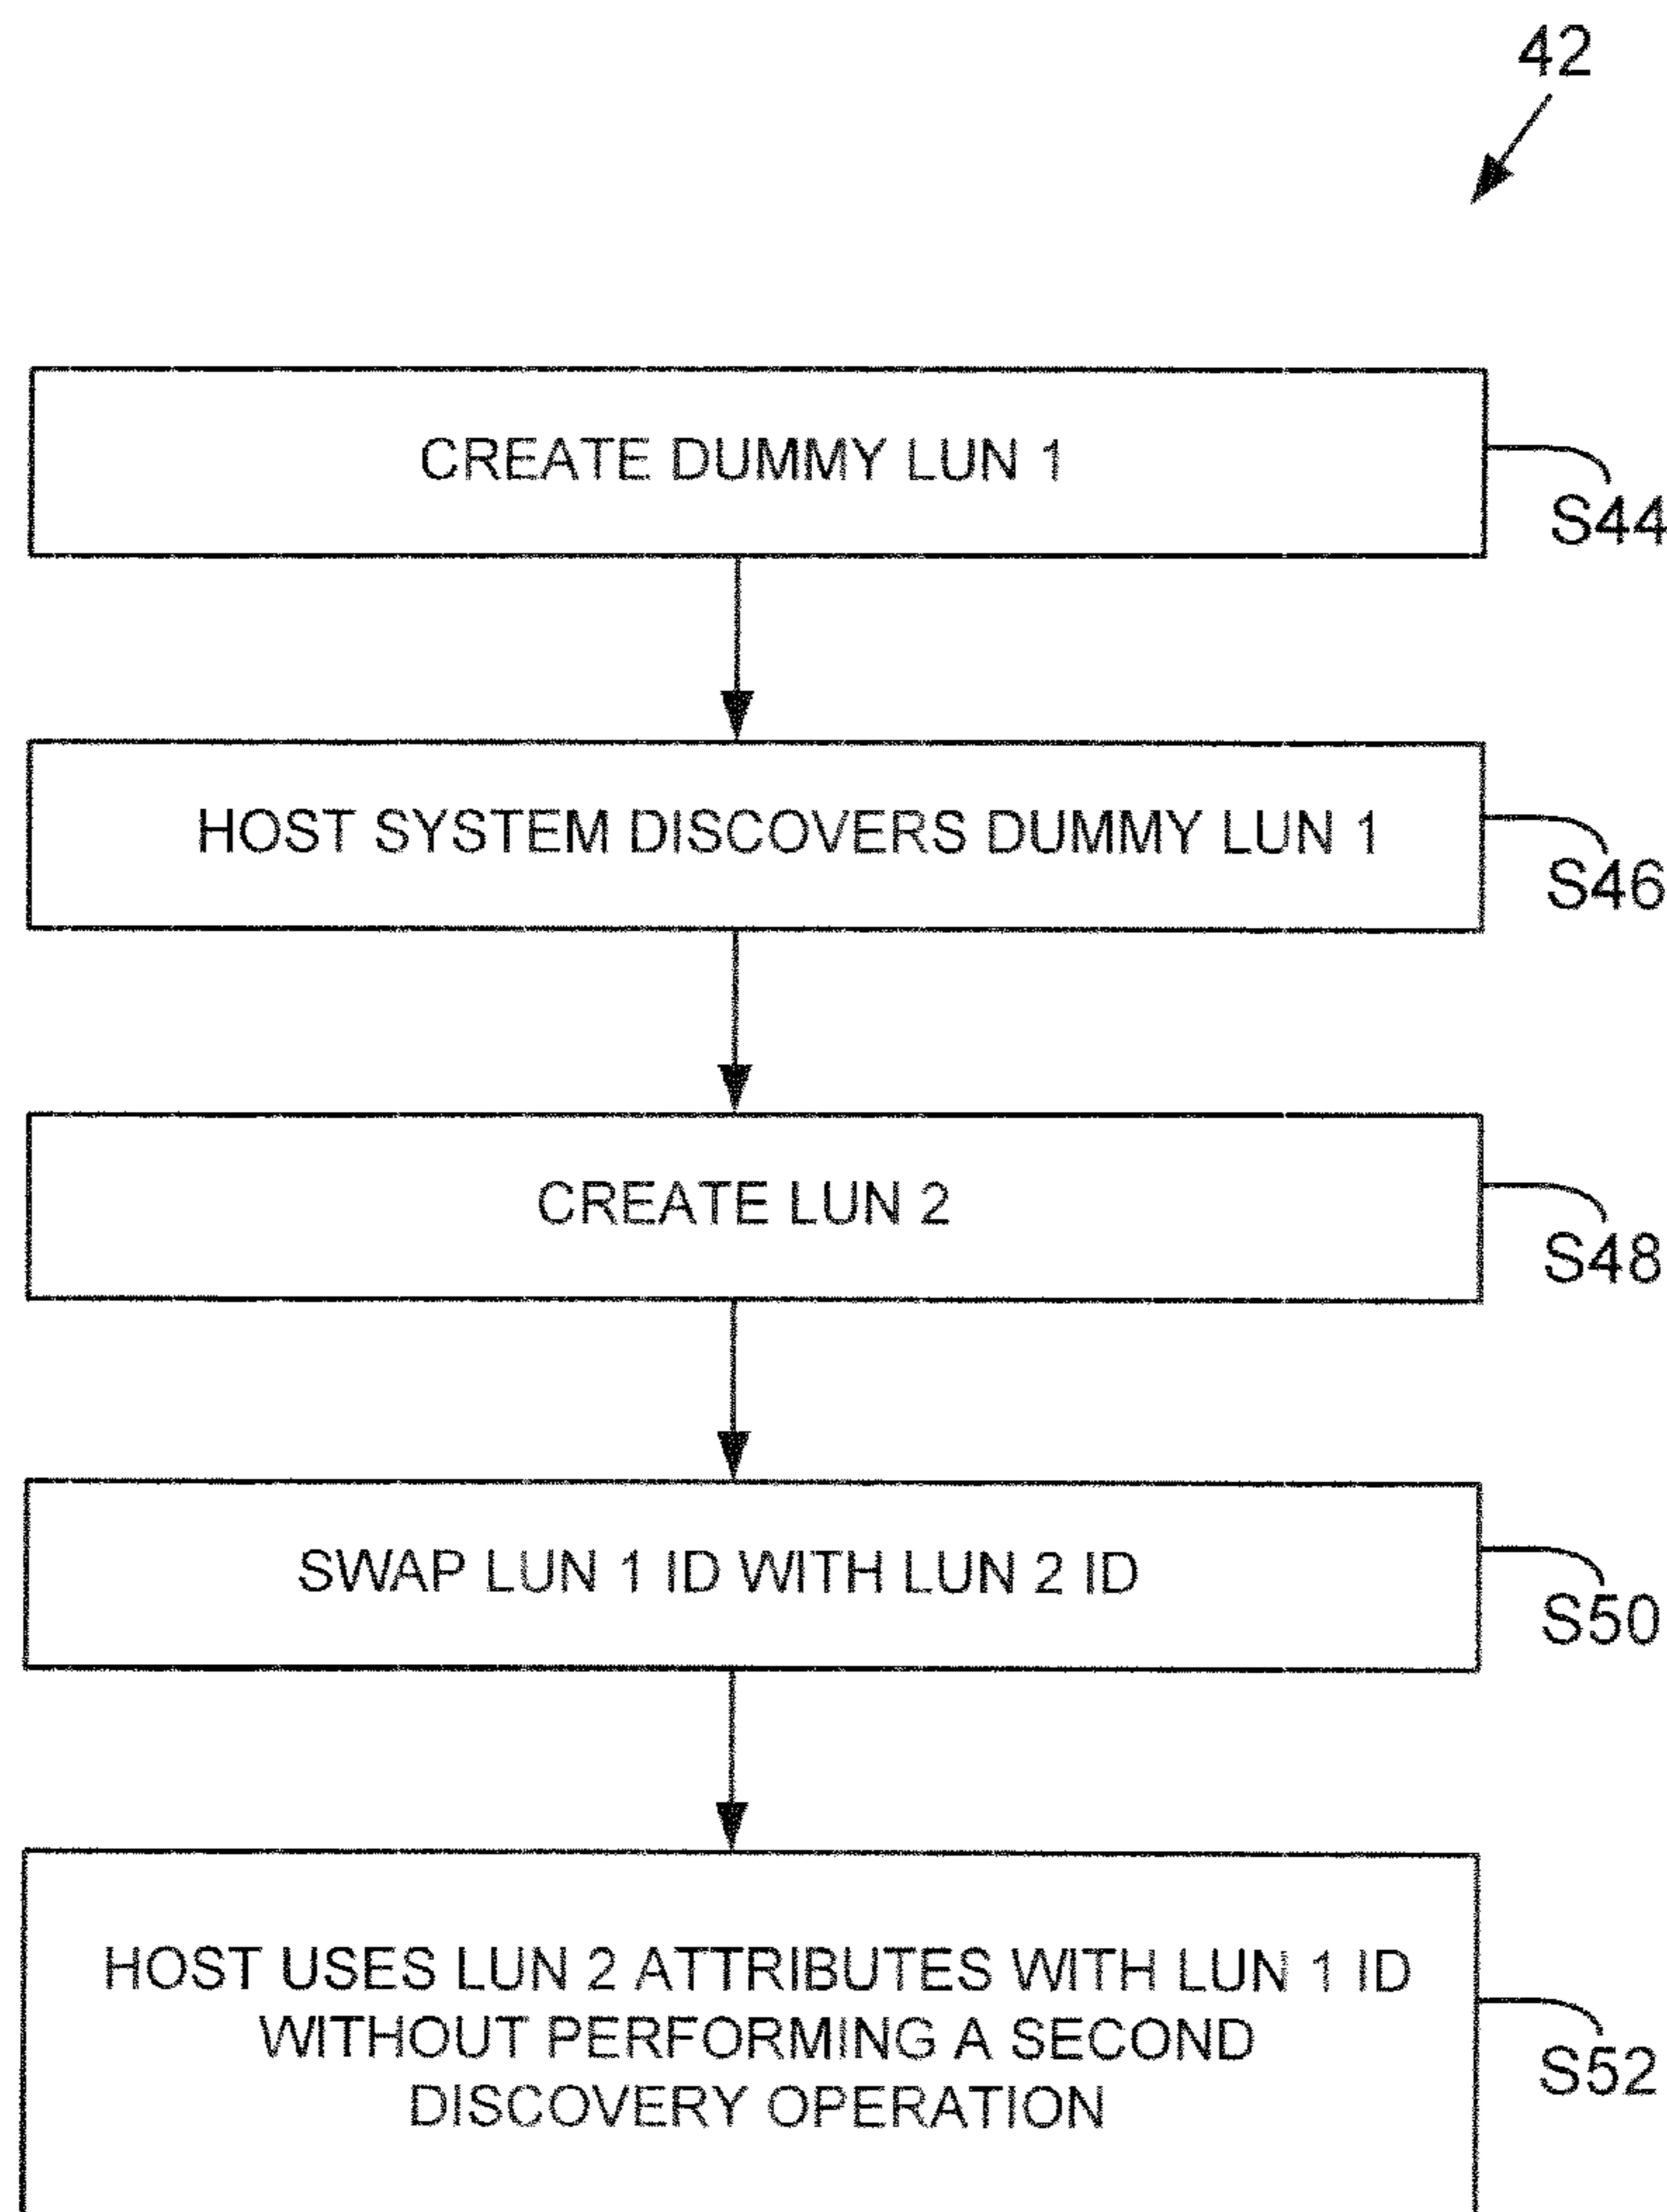 42
CREATE DUMMY LUN 1
S44
HOST SYSTEM DISCOVERS DUMMY LUN 1
S46
CREATE LUN 2
S48
SWAP LUN 1 ID WITH LUN 2 ID
S50
HOST USES LUN 2 ATTRIBUTES WITH LUN 1 ID
WITHOUT PERFORMING A SECOND
DISCOVERY OPERATION
S52